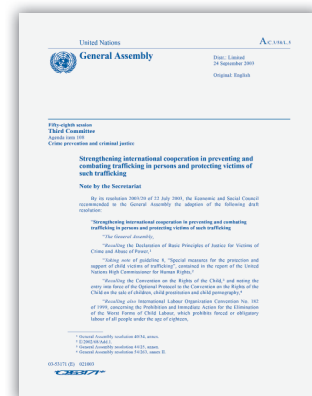 United Nations
A/C.3/58/L.5
General Assembly
Distr.: Limited
24 September 2003
Original: English
Fifty-eighth session
Third Committee
Agenda item 108
Crime prevention and criminal justice
Strengthening international cooperation in preventing and
combating trafficking in persons and protecting victims of
such trafficking
Note by the Secretariat
By its resolution 2003/20 of 22 July 2003, the Economic and Social Council
recommended to the General Assembly the adoption of the following draft
resolution:
"Strengthening international cooperation in preventing and combating
trafficking in persons and protecting victims of such trafficking
"The General Assembly,
"Recalling the Declaration of Basic Principles of Justice for Victims of
Crime and Abuse of Power,¹
"Taking note of guideline 8, "Special measures for the protection and
support of child victims of trafficking", contained in the report of the United
Nations High Commissioner for Human Rights,²
"Recalling the Convention on the Rights of the Child,³ and noting the
entry into force of the Optional Protocol to the Convention on the Rights of the
Child on the sale of children, child prostitution and child pornography,⁴
"Recalling also International Labour Organization Convention No. 182
of 1999, concerning the Prohibition and Immediate Action for the Elimination
of the Worst Forms of Child Labour, which prohibits forced or obligatory
labour of all people under the age of eighteen,
¹ General Assembly resolution 40/34, annex.
² E/2002/68/Add.1.
³ General Assembly resolution 44/25, annex.
⁴ General Assembly resolution 54/263, annex II.
03-53171 (E) 021003